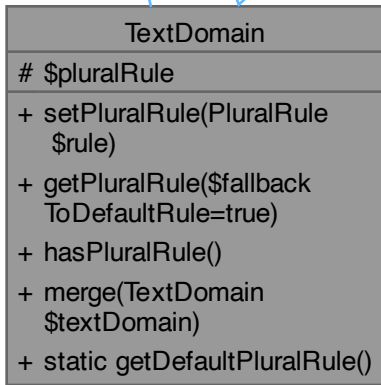 TextDomain
# $pluralRule
+ setPluralRule(PluralRule
$rule)
+ getPluralRule($fallback
ToDefaultRule=true)
+ hasPluralRule()
+ merge(TextDomain
$textDomain)
+ static getDefaultPluralRule()